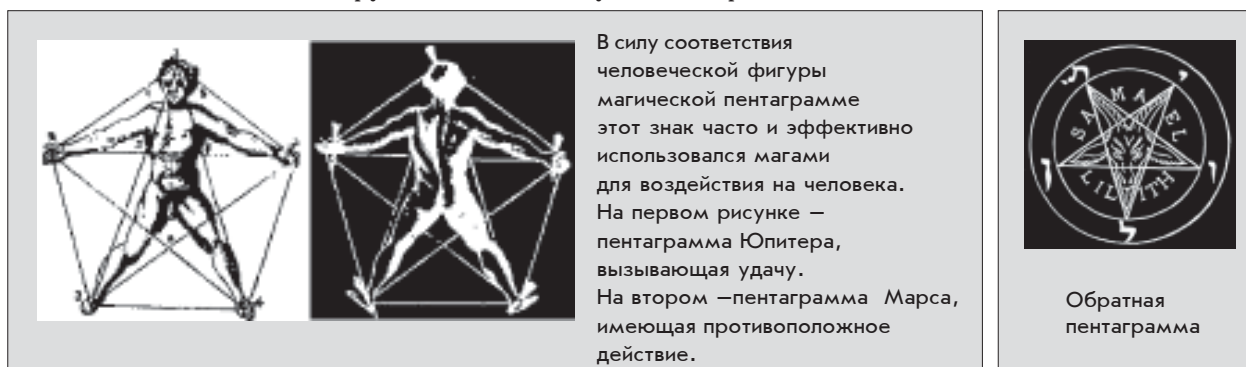 В силу соответствия
человеческой фигуры
магической пентаграмме
этот знак часто и эффективно
использовался магами
для воздействия на человека.
На первом рисунке –
пентаграмма Юпитера,
вызывающая удачу.
На втором –пентаграмма Марса,
имеющая противоположное
действие.
SAMAEL
LILITH
Обратная
пентаграмма